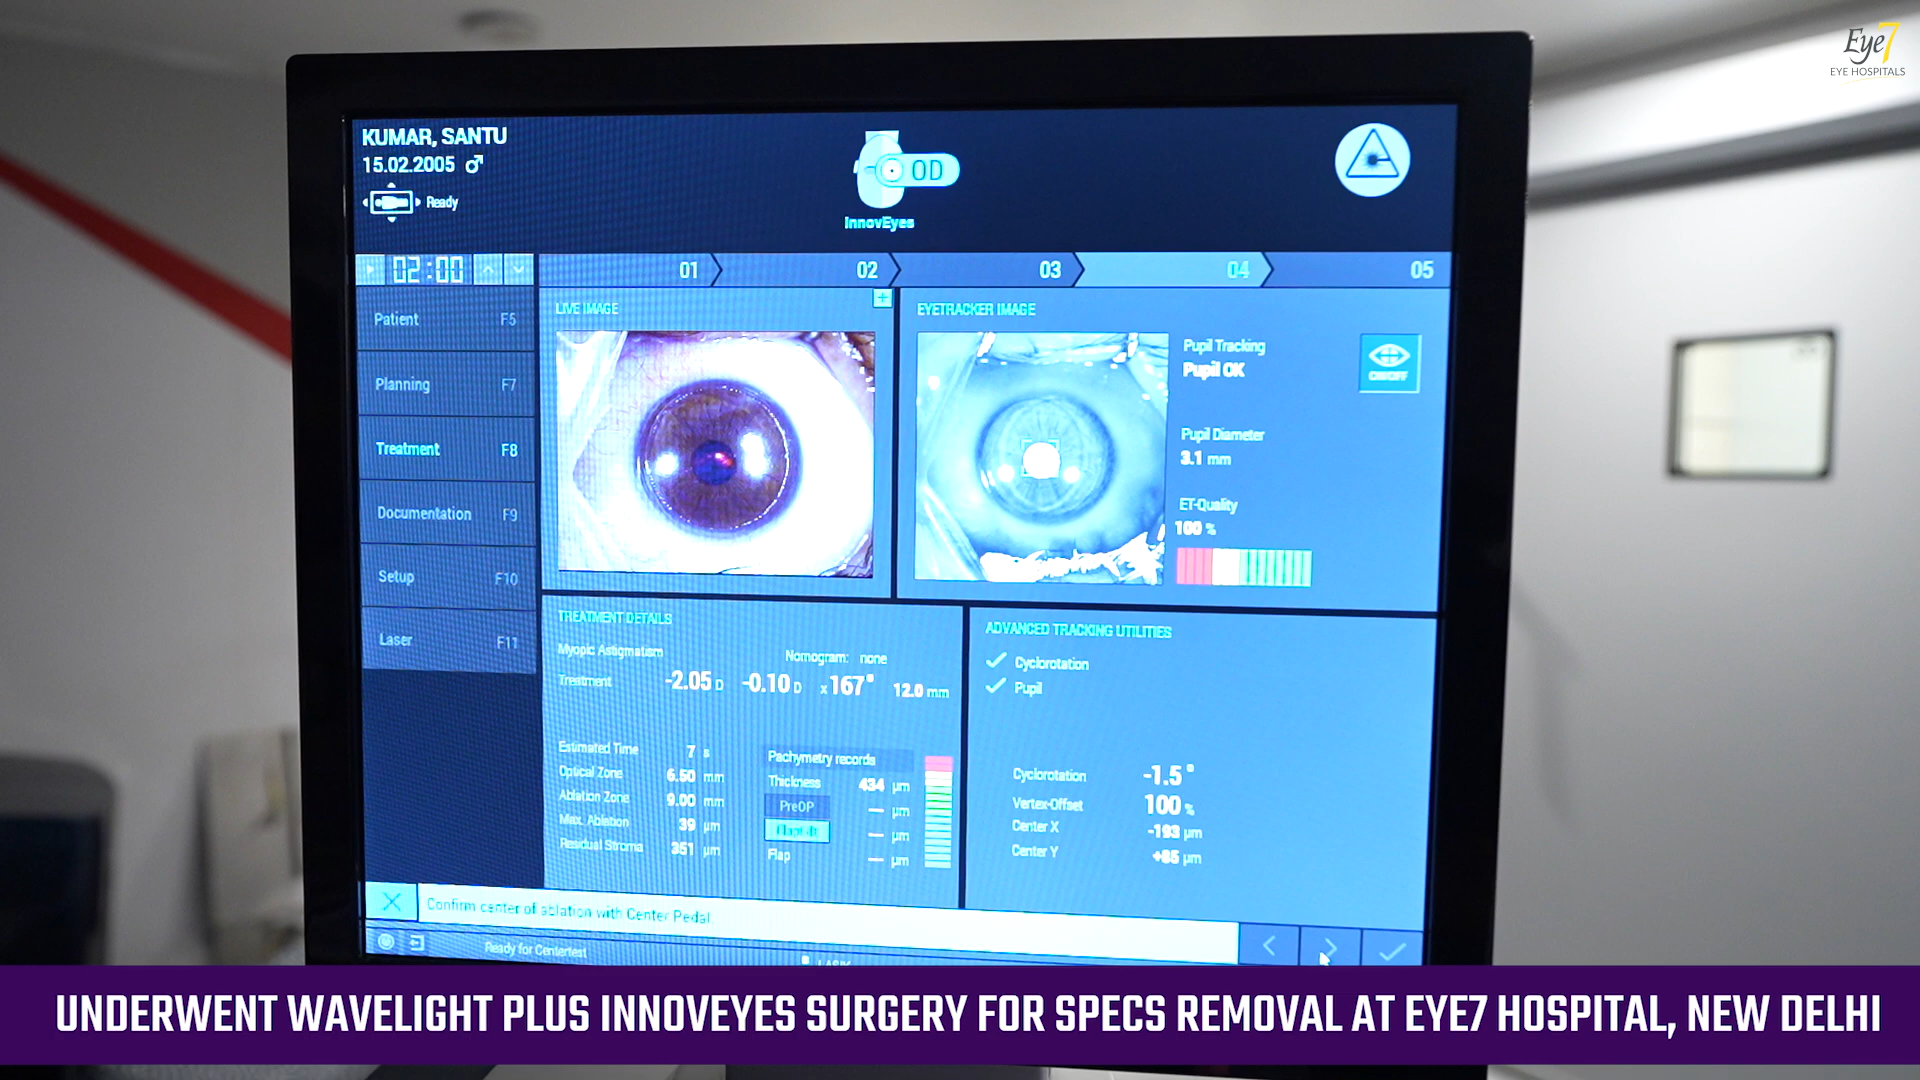 Eye7
EYE HOSPITALS
KUMAR, SANTU
15.02.2005 ♂
Ready
OD
InnovEyes
02:00
01
02
03
04
05
Patient F5
Planning F7
Treatment F8
Documentation F9
Setup F10
Laser F11
LIVE IMAGE
EYETRACKER IMAGE
Pupil Tracking
Pupil OK
ON/OFF
Pupil Diameter
3.1 mm
ET-Quality
100 %
TREATMENT DETAILS
Myopic Astigmatism
Nomogram: none
Treatment -2.05 D -0.10 D x 167° 12.0 mm
Estimated Time 7 s
Optical Zone 6.50 mm
Ablation Zone 9.00 mm
Max. Ablation 39 µm
Residual Stroma 351 µm
Pachymetry records
Thickness 434 µm
PreOP — µm
— µm
Flap — µm
ADVANCED TRACKING UTILITIES
Cyclorotation
Pupil
Cyclorotation -1.5°
Vertex-Offset 100 %
Center X -193 µm
Center Y +85 µm
Confirm center of ablation with Center Pedal
Ready for Centertest
LASIK
UNDERWENT WAVELIGHT PLUS INNOVEYES SURGERY FOR SPECS REMOVAL AT EYE7 HOSPITAL, NEW DELHI